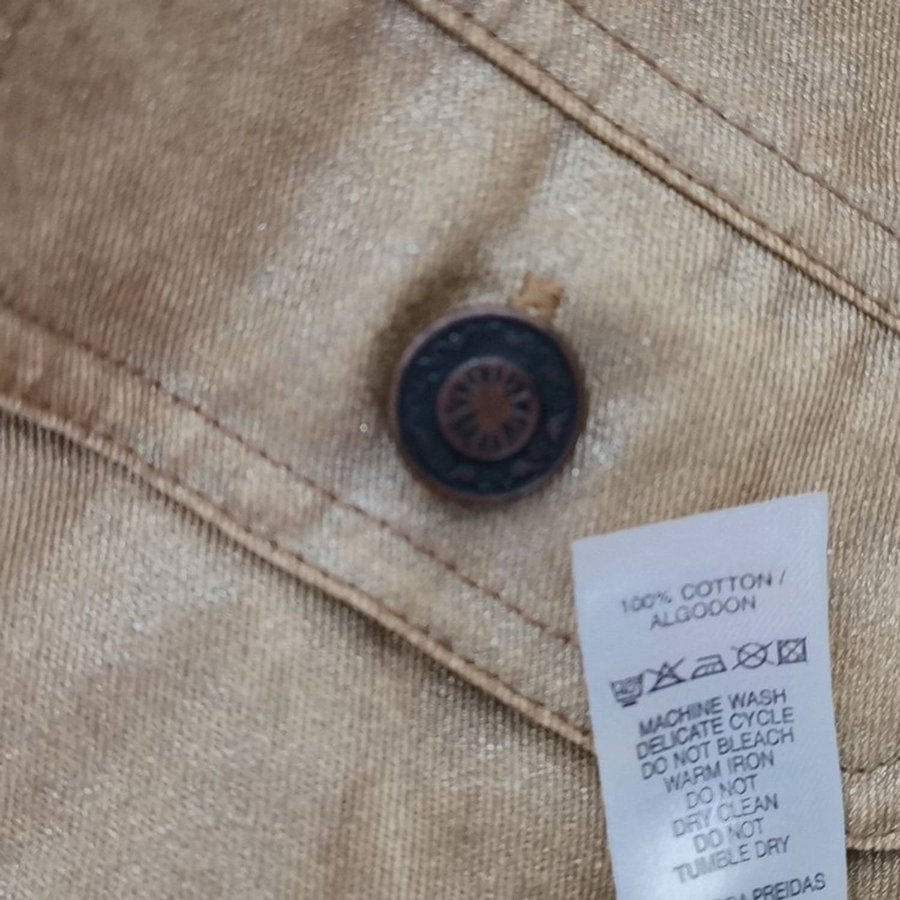 100% COTTON /
ALGODON
MACHINE WASH
DELICATE CYCLE
DO NOT BLEACH
WARM IRON
DO NOT
DRY CLEAN
DO NOT
TUMBLE DRY
PREIDAS